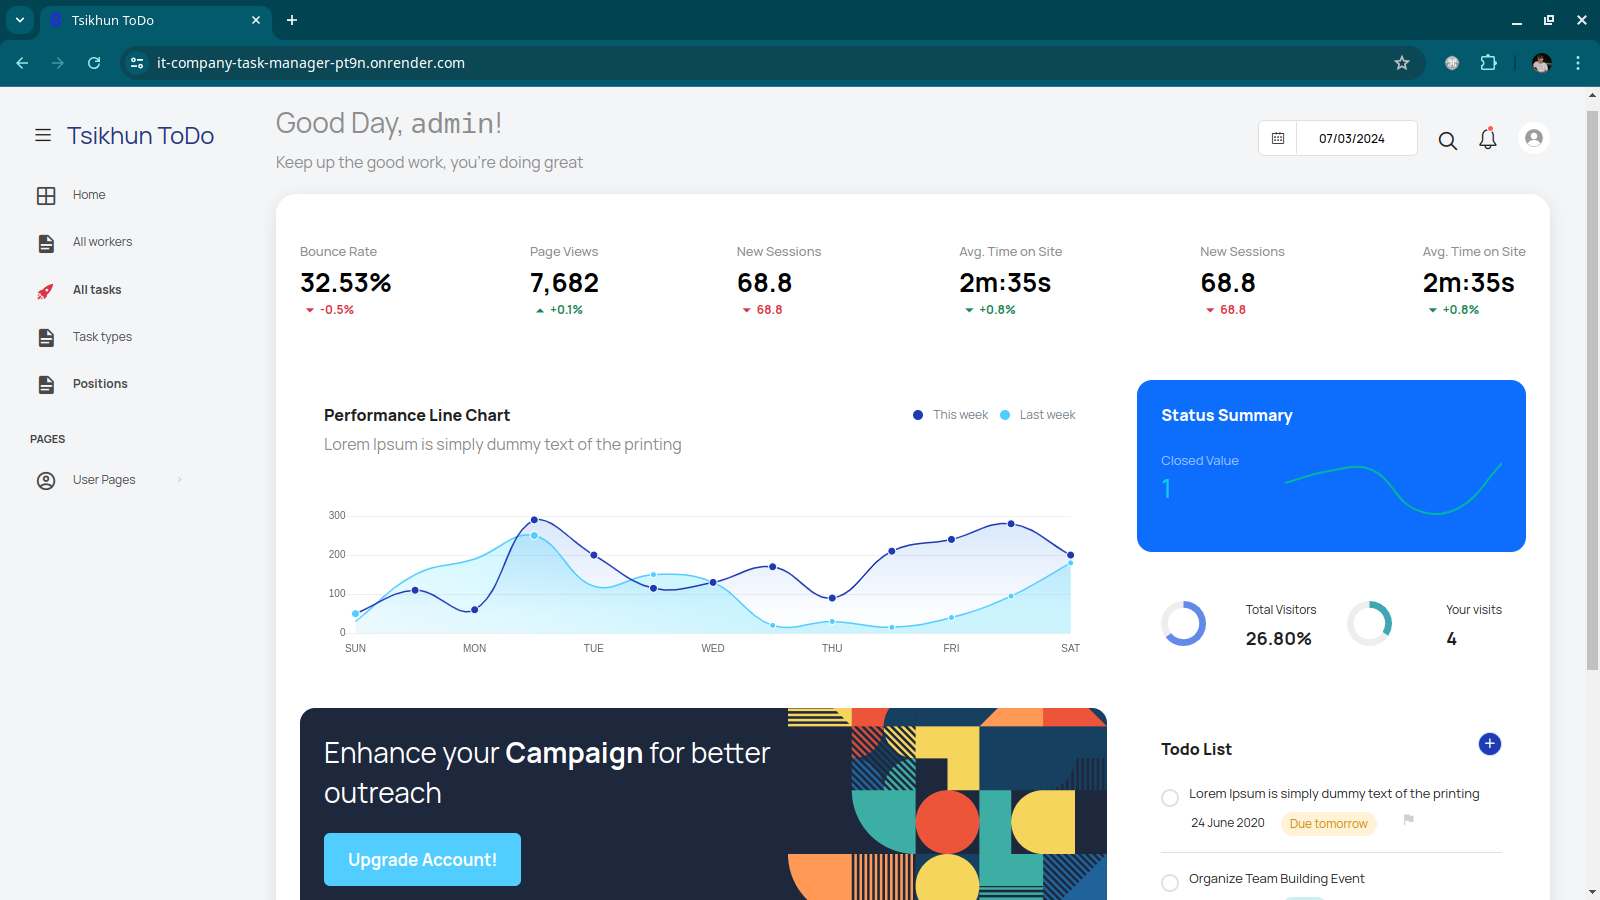 Tsikhun ToDo
it-company-task-manager-pt9n.onrender.com
Tsikhun ToDo
Home
All workers
All tasks
Task types
Positions
PAGES
User Pages
Good Day, admin!
Keep up the good work, you're doing great
07/03/2024
Bounce Rate
32.53%
-0.5%
Page Views
7,682
+0.1%
New Sessions
68.8
68.8
Avg. Time on Site
2m:35s
+0.8%
New Sessions
68.8
68.8
Avg. Time on Site
2m:35s
+0.8%
Performance Line Chart
Lorem Ipsum is simply dummy text of the printing
This week
Last week
300
200
100
0
SUN MON TUE WED THU FRI SAT
Status Summary
Closed Value
1
Total Visitors
26.80%
Your visits
4
Enhance your Campaign for better
outreach
Upgrade Account!
Todo List
Lorem Ipsum is simply dummy text of the printing
24 June 2020 Due tomorrow
Organize Team Building Event